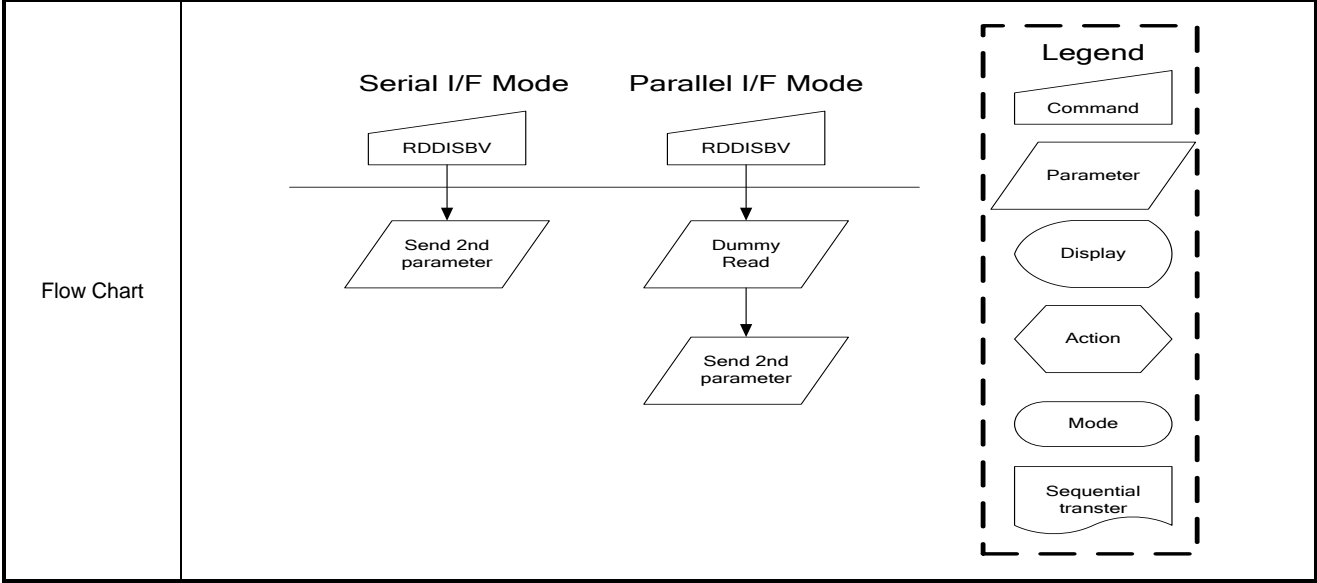 Flow Chart
Serial I/F Mode
RDDISBV
Send 2nd
parameter
Parallel I/F Mode
RDDISBV
Dummy
Read
Send 2nd
parameter
Legend
Command
Parameter
Display
Action
Mode
Sequential
transter